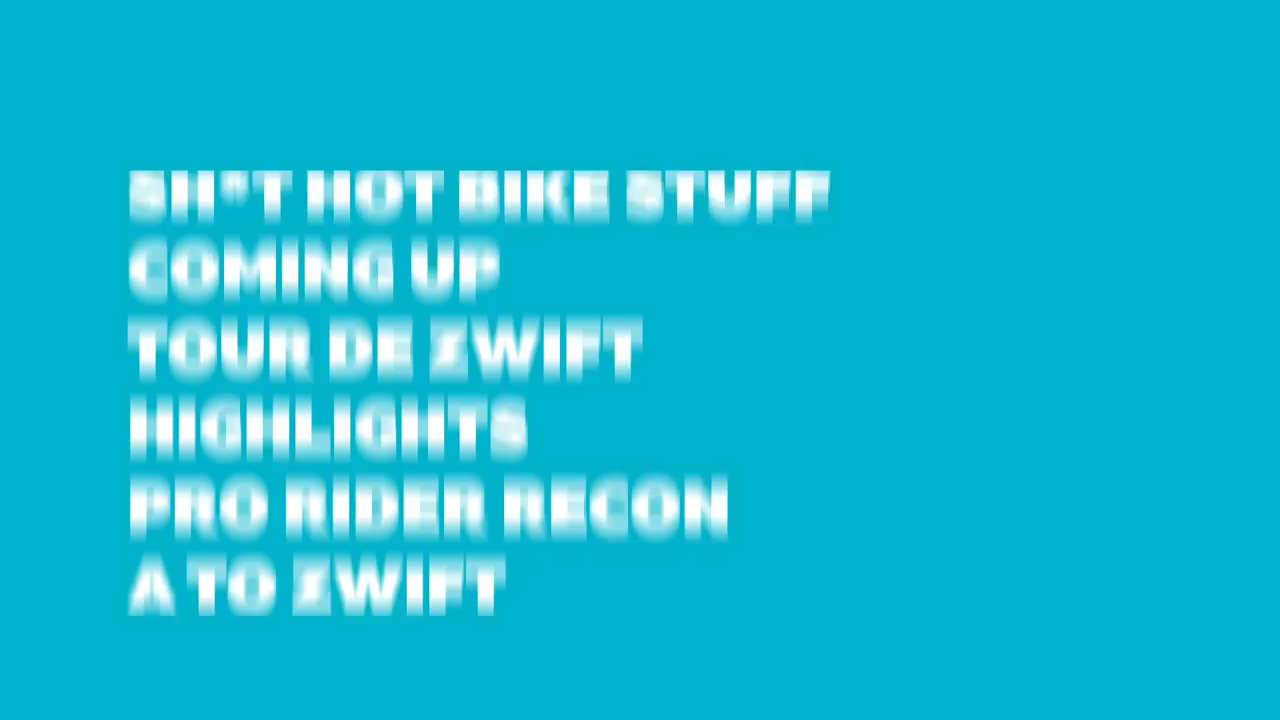 SH*T HOT BIKE STUFF
COMING UP
TOUR DE ZWIFT
HIGHLIGHTS
PRO RIDER RECON
A TO ZWIFT